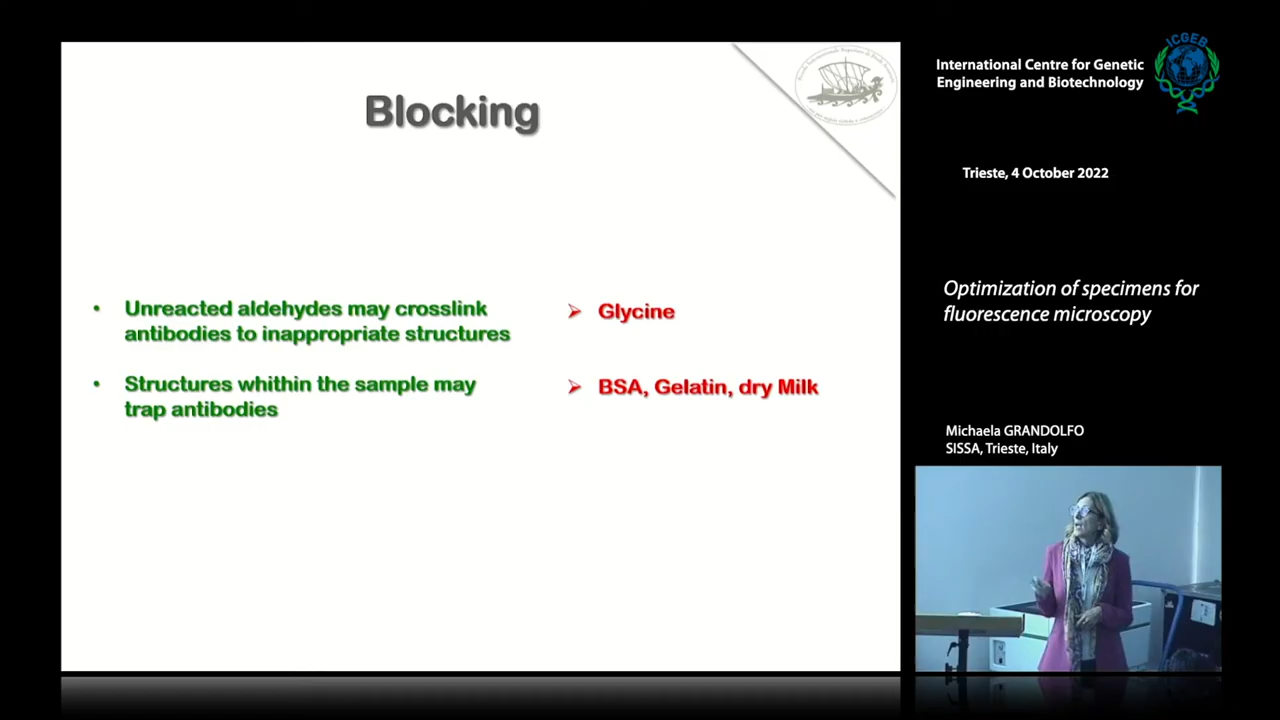 Blocking
• Unreacted aldehydes may crosslink
antibodies to inappropriate structures
➢ Glycine
• Structures whithin the sample may
trap antibodies
➢ BSA, Gelatin, dry Milk
ICGEB
International Centre for Genetic
Engineering and Biotechnology
Trieste, 4 October 2022
Optimization of specimens for
fluorescence microscopy
Michaela GRANDOLFO
SISSA, Trieste, Italy